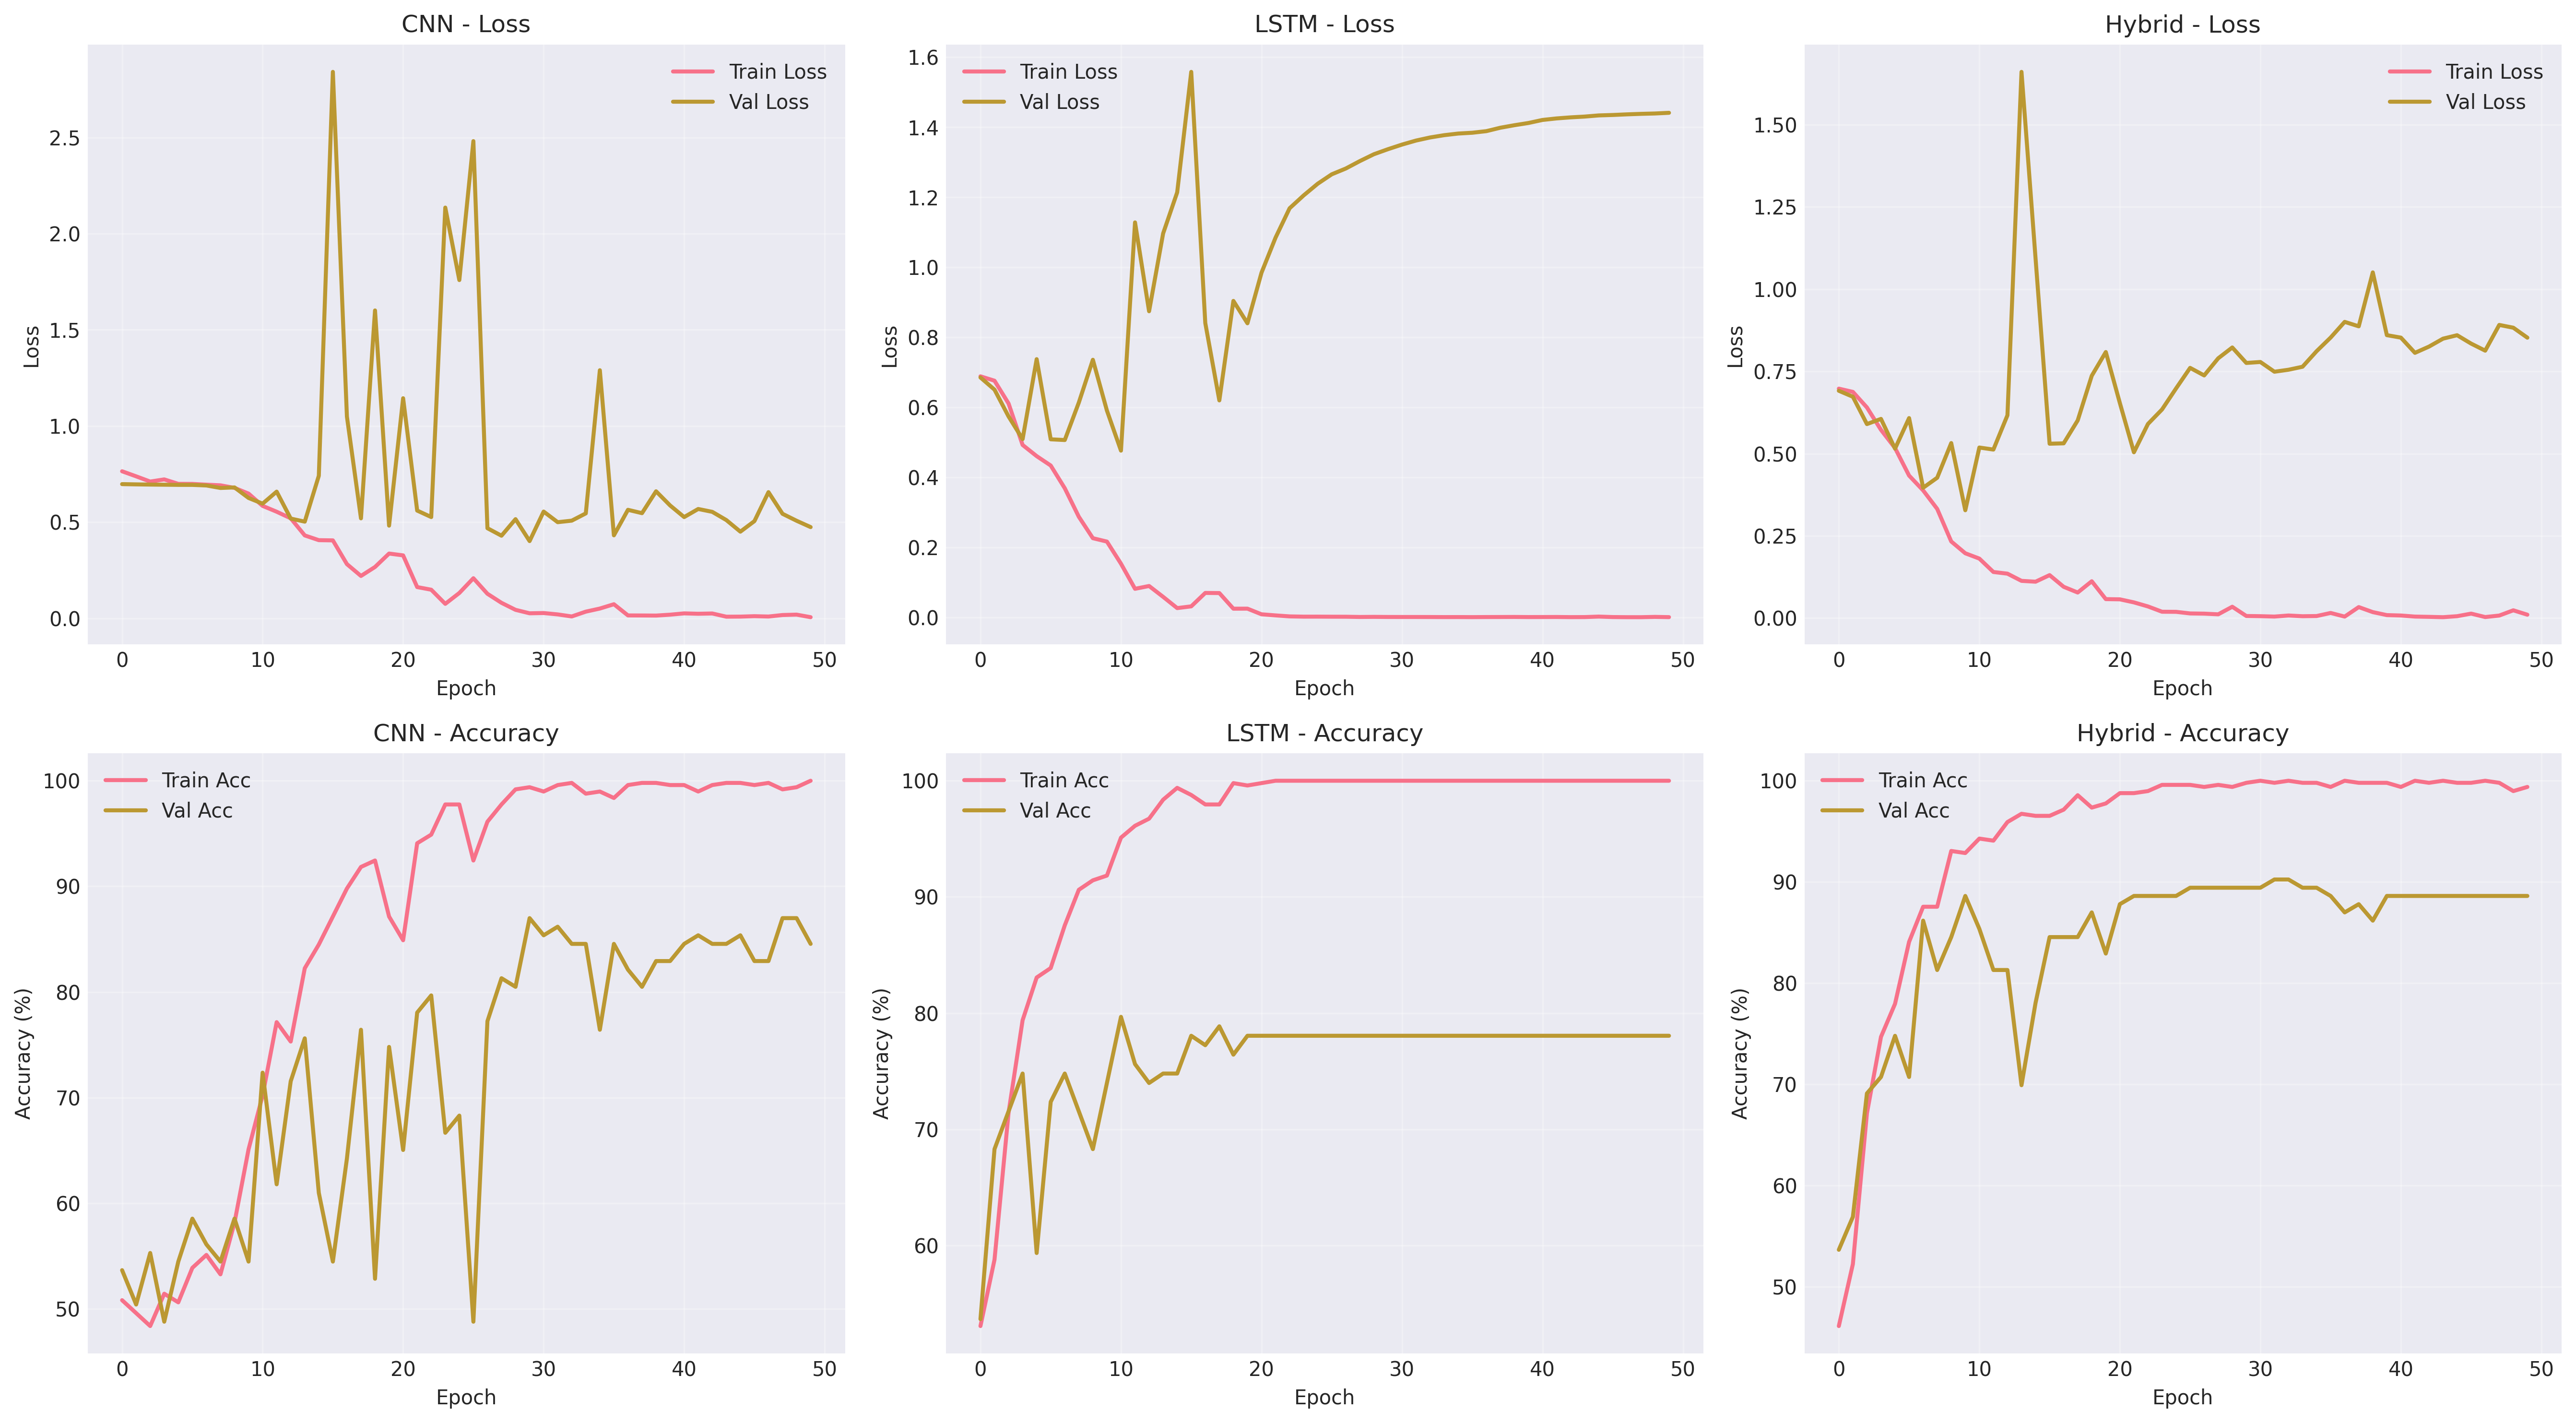 CNN - Loss
Train Loss
Val Loss
Loss
2.5
2.0
1.5
1.0
0.5
0.0
0 10 20 30 40 50
Epoch
LSTM - Loss
Train Loss
Val Loss
Loss
1.6
1.4
1.2
1.0
0.8
0.6
0.4
0.2
0.0
0 10 20 30 40 50
Epoch
Hybrid - Loss
Train Loss
Val Loss
Loss
1.50
1.25
1.00
0.75
0.50
0.25
0.00
0 10 20 30 40 50
Epoch
CNN - Accuracy
Train Acc
Val Acc
Accuracy (%)
100
90
80
70
60
50
0 10 20 30 40 50
Epoch
LSTM - Accuracy
Train Acc
Val Acc
Accuracy (%)
100
90
80
70
60
0 10 20 30 40 50
Epoch
Hybrid - Accuracy
Train Acc
Val Acc
Accuracy (%)
100
90
80
70
60
50
0 10 20 30 40 50
Epoch